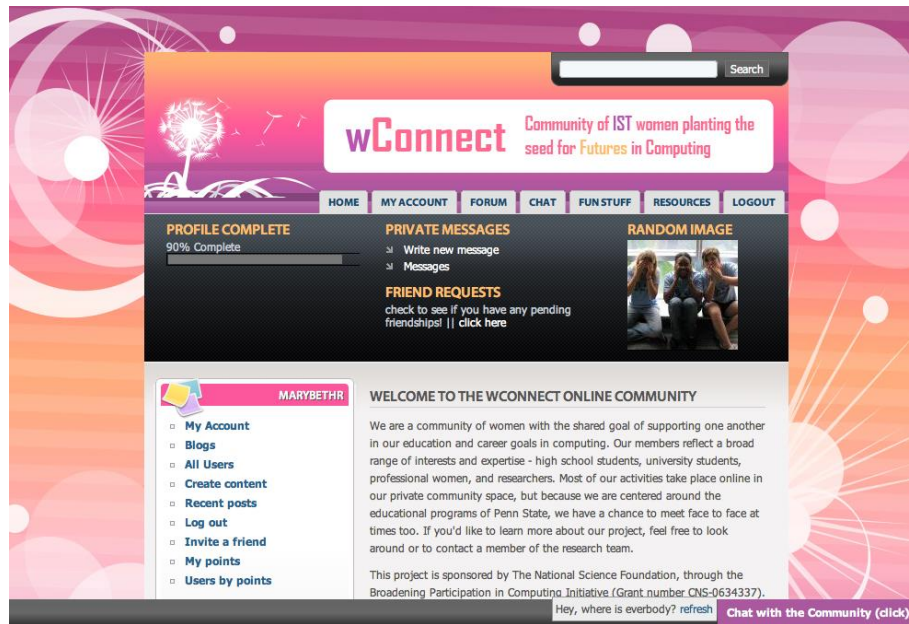 Search
wConnect
Community of IST women planting the
seed for Futures in Computing
HOME
MY ACCOUNT
FORUM
CHAT
FUN STUFF
RESOURCES
LOGOUT
PROFILE COMPLETE
90% Complete
PRIVATE MESSAGES
Write new message
Messages
FRIEND REQUESTS
check to see if you have any pending
friendships! || click here
RANDOM IMAGE
MARYBETHR
My Account
Blogs
All Users
Create content
Recent posts
Log out
Invite a friend
My points
Users by points
WELCOME TO THE WCONNECT ONLINE COMMUNITY
We are a community of women with the shared goal of supporting one another
in our education and career goals in computing. Our members reflect a broad
range of interests and expertise - high school students, university students,
professional women, and researchers. Most of our activities take place online in
our private community space, but because we are centered around the
educational programs of Penn State, we have a chance to meet face to face at
times too. If you'd like to learn more about our project, feel free to look
around or to contact a member of the research team.
This project is sponsored by The National Science Foundation, through the
Broadening Participation in Computing Initiative (Grant number CNS-0634337).
Hey, where is everbody? refresh
Chat with the Community (click)